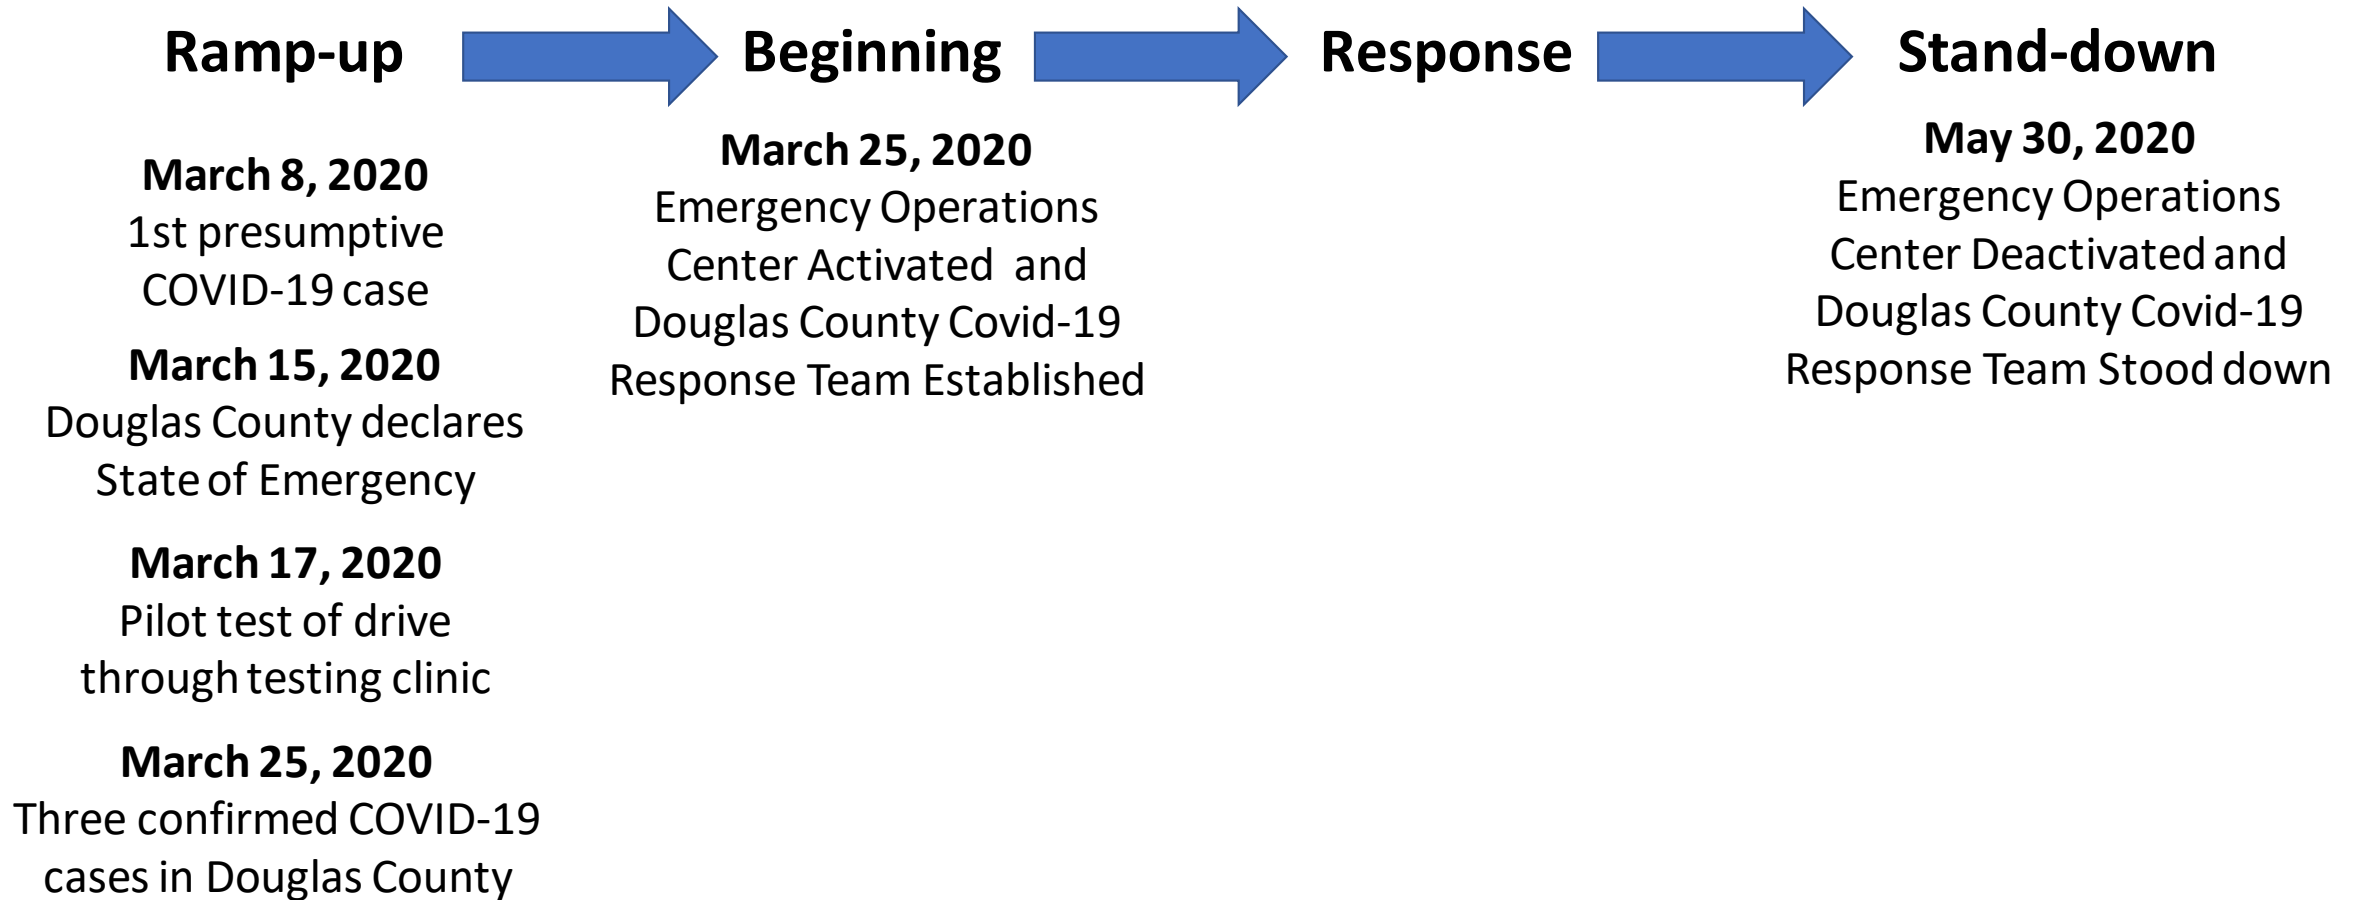 Ramp-up
Beginning
Response
Stand-down
March 8, 2020
1st presumptive
COVID-19 case
March 15, 2020
Douglas County declares
State of Emergency
March 17, 2020
Pilot test of drive
through testing clinic
March 25, 2020
Three confirmed COVID-19
cases in Douglas County
March 25, 2020
Emergency Operations
Center Activated and
Douglas County Covid-19
Response Team Established
May 30, 2020
Emergency Operations
Center Deactivated and
Douglas County Covid-19
Response Team Stood down